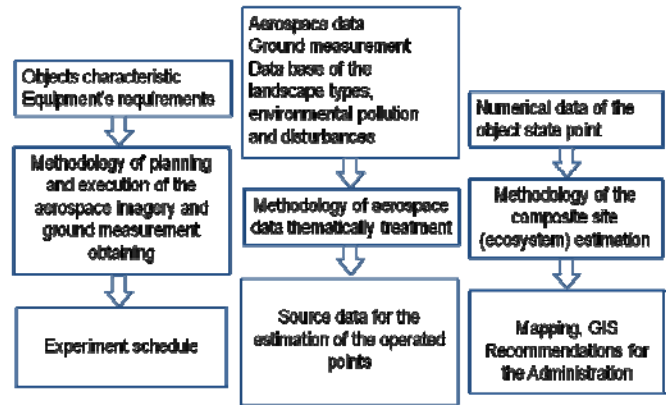 Objects characteristic
Equipment's requirements
Methodology of planning
and execution of the
aerospace imagery and
ground measurement
obtaining
Experiment schedule
Aerospace data
Ground measurement
Data base of the
landscape types,
environmental pollution
and disturbances
Methodology of aerospace
data thematically treatment
Source data for the
estimation of the operated
points
Numerical data of the
object state point
Methodology of the
composite site
(ecosystem) estimation
Mapping, GIS
Recommendations for
the Administration